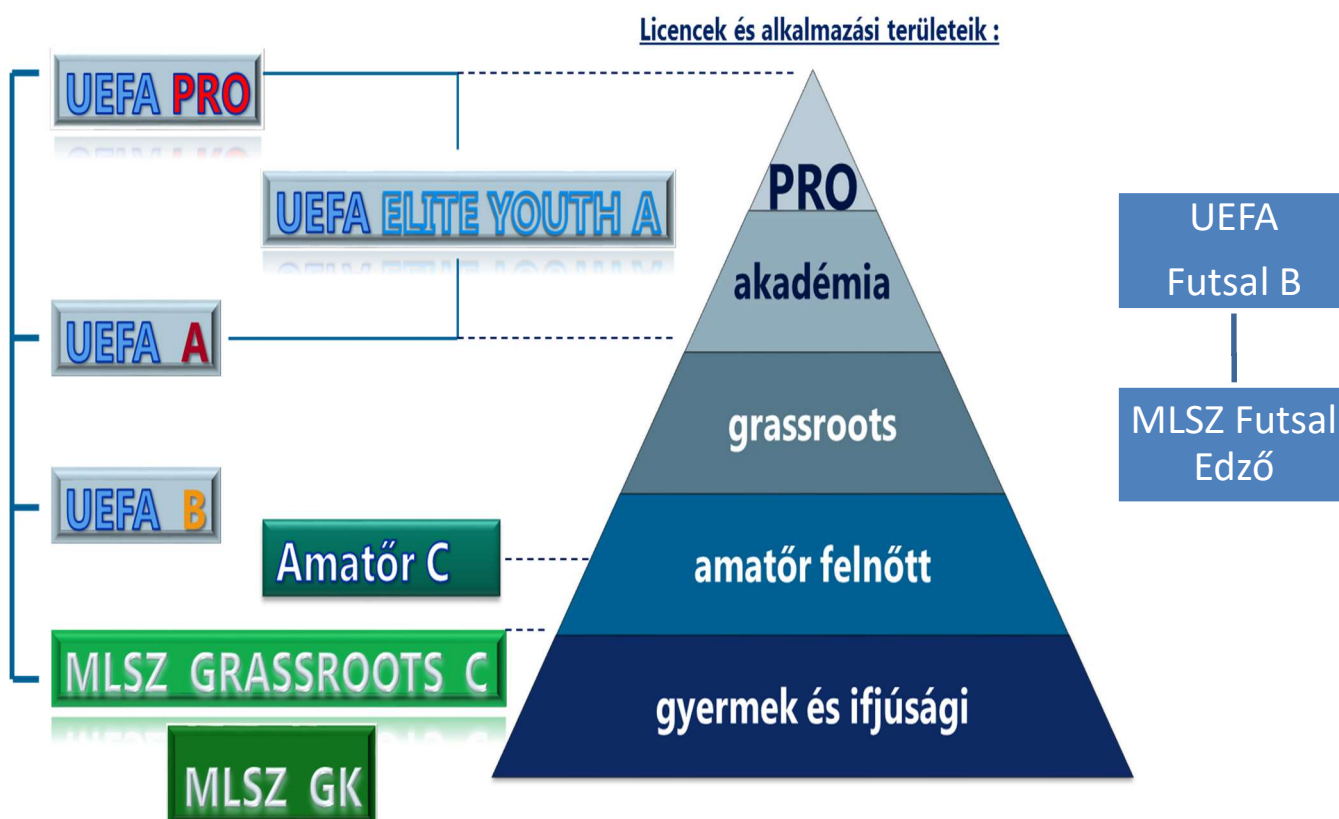 Licencek és alkalmazási területeik :
UEFA PRO
UEFA ELITE YOUTH A
UEFA A
UEFA B
Amatőr C
MLSZ GRASSROOTS C
MLSZ GK
PRO
akadémia
grassroots
amatőr felnőtt
gyermek és ifjúsági
UEFA
Futsal B
MLSZ Futsal
Edző